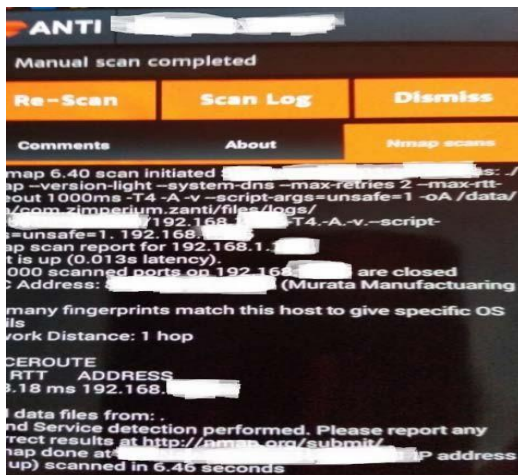 ANTI
Manual scan completed
Re-Scan Scan Log Dismiss
Comments About Nmap scans
map 6.40 scan initiated s: ./
ap --version-light --system-dns --max-retries 2 --max-rtt-
eout 1000ms -T4 -A -v --script-args=unsafe=1 -oA /data/
/com.zimperium.zanti/files/logs/
/192.168.1 -T4.-A.-v.--script-
s=unsafe=1. 192.168.
ap scan report for 192.168.1.
t is up (0.013s latency).
000 scanned ports on 192.168 are closed
C Address: (Murata Manufactuaring
many fingerprints match this host to give specific OS
ils
work Distance: 1 hop
CEROUTE
RTT ADDRESS
3.18 ms 192.168.
d data files from: .
nd Service detection performed. Please report any
rrect results at http://nmap.org/submit/
map done at IP address
up) scanned in 6.46 seconds